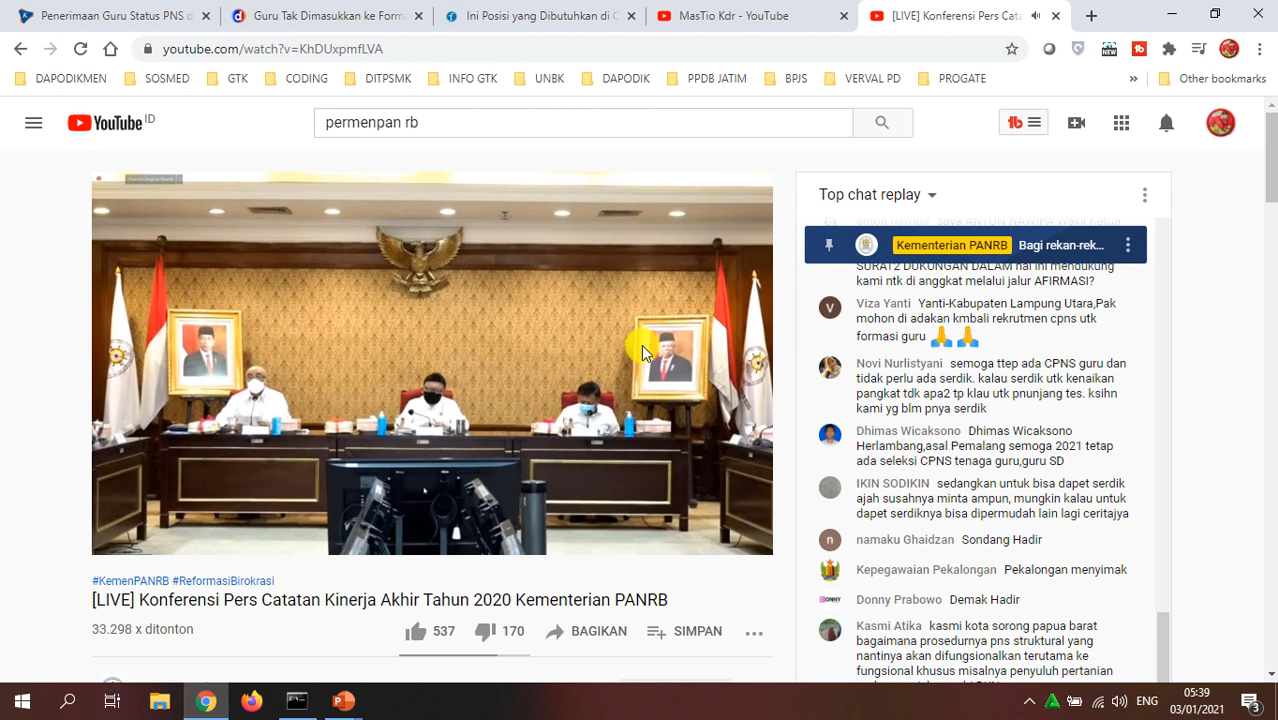 Penerimaan Guru Status PNS d
Guru Tak Dimasukkan ke Form
Ini Posisi yang Dibutuhkan di C
MasTio Kdr - YouTube
[LIVE] Konferensi Pers Cata
youtube.com/watch?v=KhDUxpmfLVA
NEW
DAPODIKMEN
SOSMED
GTK
CODING
DITPSMK
INFO GTK
UNBK
DAPODIK
PPDB JATIM
BPJS
VERVAL PD
PROGATE
»
Other bookmarks
YouTube ID
permenpan rb
Top chat replay
anton nawipa saya ANTON NAWIPA Wakil Ketua
Kementerian PANRB Bagi rekan-rek...
SURAT2 DUKUNGAN DALAM hal ini mendukung
kami ntk di anggkat melalui jalur AFIRMASI?
Viza Yanti Yanti-Kabupaten Lampung Utara,Pak
mohon di adakan kmbali rekrutmen cpns utk
formasi guru 🙏 🙏
Novi Nurlistyani semoga ttep ada CPNS guru dan
tidak perlu ada serdik. kalau serdik utk kenaikan
pangkat tdk apa2 tp klau utk pnunjang tes. ksihn
kami yg blm pnya serdik
Dhimas Wicaksono Dhimas Wicaksono
Herlambang,asal Pemalang semoga 2021 tetap
ada seleksi CPNS tenaga guru,guru SD
IKIN SODIKIN sedangkan untuk bisa dapet serdik
ajah susahnya minta ampun, mungkin kalau untuk
dapet serdiknya bisa dipermudah lain lagi ceritajya
n
namaku Ghaidzan Sondang Hadir
Kepegawaian Pekalongan Pekalongan menyimak
DONNY
Donny Prabowo Demak Hadir
Kasmi Atika kasmi kota sorong papua barat
bagaimana prosedurnya pns struktural yang
nantinya akan difungsionalkan terutama ke
fungsional khusus misalnya penyuluh pertanian
#KemenPANRB #ReformasiBirokrasi
[LIVE] Konferensi Pers Catatan Kinerja Akhir Tahun 2020 Kementerian PANRB
33.298 x ditonton
537
170
BAGIKAN
SIMPAN
ENG
05:39
03/01/2021
3